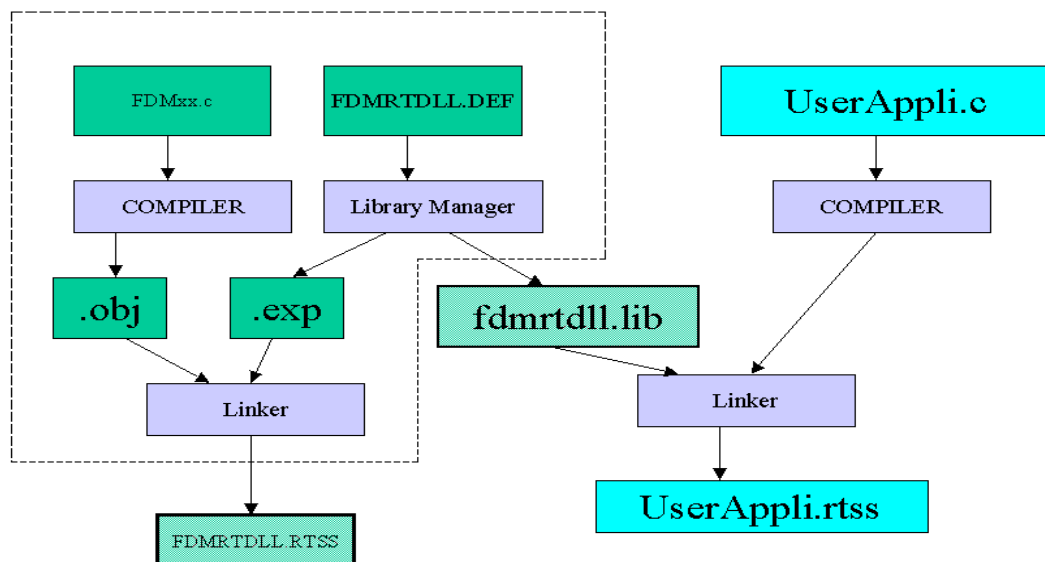 FDMxx.c
FDMRTDLL.DEF
UserAppli.c
COMPILER
Library Manager
COMPILER
.obj
.exp
fdmrtdll.lib
Linker
Linker
UserAppli.rtss
FDMRTDLL.RTSS